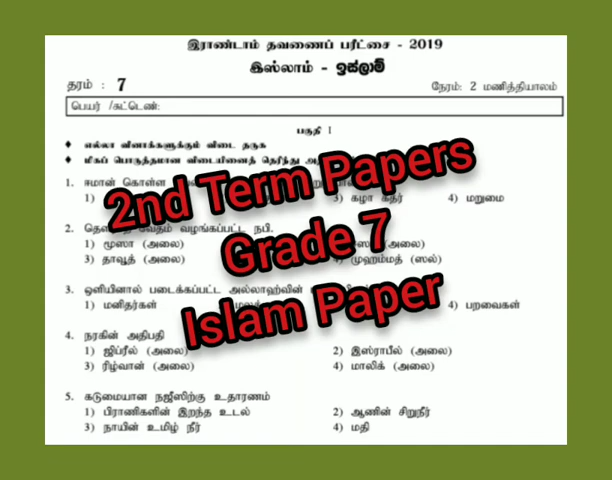 இரண்டாம் தவணைப் பரீட்சை - 2019
இஸ்லாம் - ඉස්ලාම්
தரம் : 7
நேரம்: 2 மணித்தியாலம்
பெயர் /சுட்டெண்:
பகுதி 1
♦ எல்லா வினாக்களுக்கும் விடை தருக
♦ மிகப் பொருத்தமான விடையினைத் தெரிந்து
2nd Term Papers
Grade 7
Islam Paper
1. ஈமான் கொள்ள
1) 3) கழா கத்ர் 4) மறுமை
2. வேதம் வழங்கப்பட்ட நபி.
1) மூஸா (அலை) (அலை)
3) தாவூத் (அலை) 4) முஹம்மத் (ஸல்)
3. ஒளியினால் படைக்கப்பட்ட அல்லாஹ்வின்
1) மனிதர்கள் 4) பறவைகள்
4. நரகின் அதிபதி
1) ஜிப்ரீல் (அலை) 2) இஸ்ராபீல் (அலை)
3) ரிழ்வான் (அலை) 4) மாலிக் (அலை)
5. கடுமையான நஜீஸிற்கு உதாரணம்
1) பிராணிகளின் இறந்த உடல் 2) ஆணின் சிறுநீர்
3) நாயின் உமிழ் நீர் 4) மதி